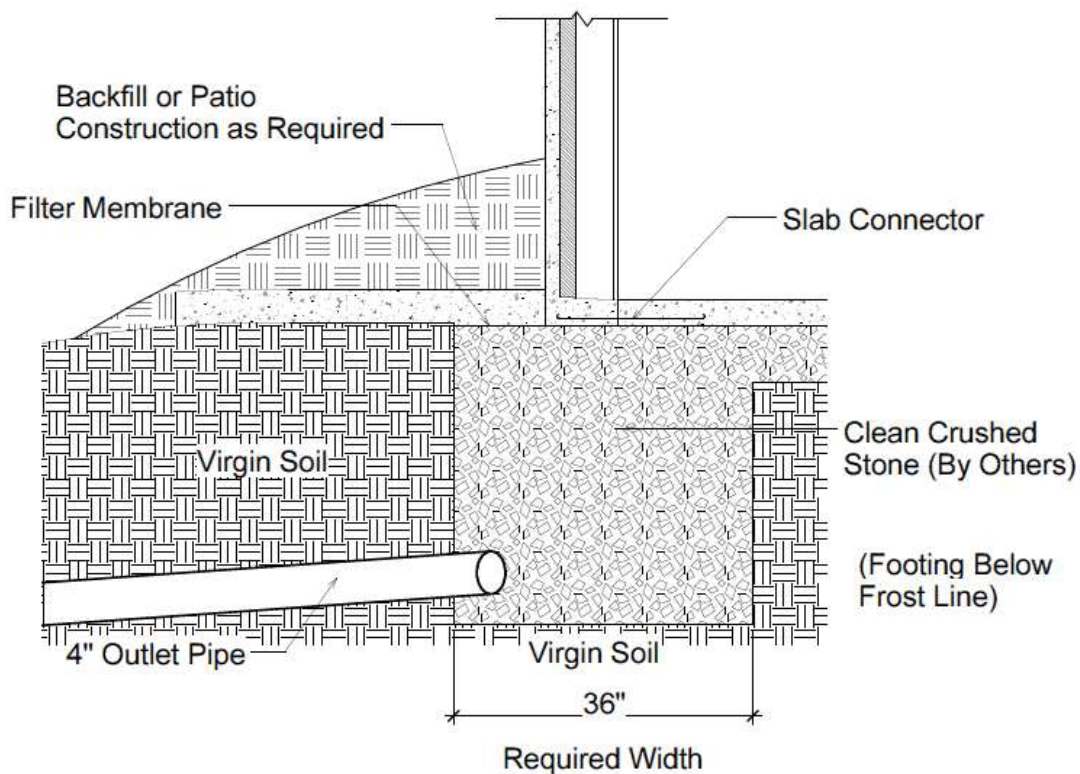 Backfill or Patio
Construction as Required
Filter Membrane
Slab Connector
Virgin Soil
Clean Crushed
Stone (By Others)
(Footing Below
Frost Line)
4" Outlet Pipe
Virgin Soil
36"
Required Width